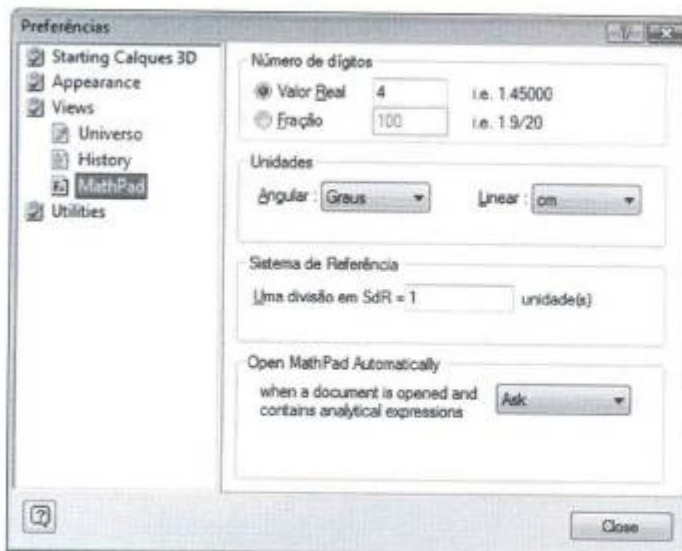 Preferências
Starting Calques 3D
Appearance
Views
Universo
History
MathPad
Utilities
Número de dígitos
Valor Real 4 i.e. 1.45000
Fração 100 i.e. 1 9/20
Unidades
Angular : Graus Linear : cm
Sistema de Referência
Uma divisão em SdR = 1 unidade(s)
Open MathPad Automatically
when a document is opened and
contains analytical expressions
Ask
Close